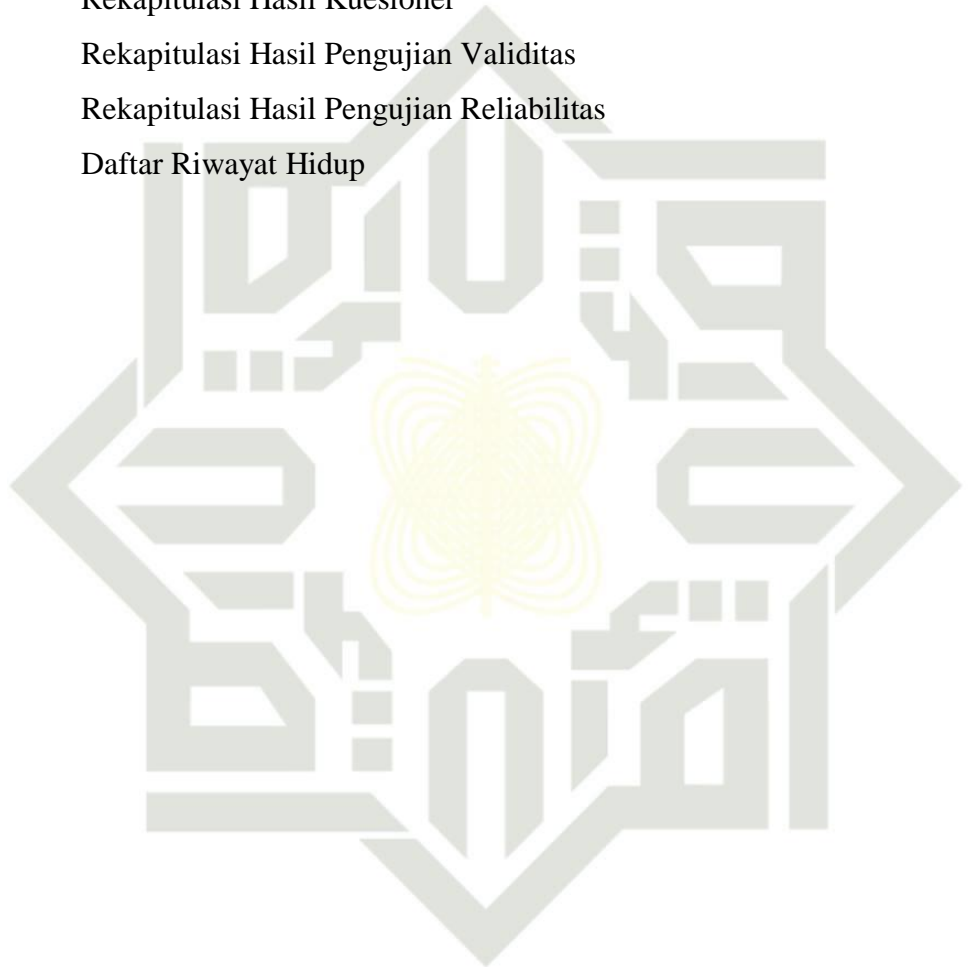 Rekapitulasi Hasil Kuesioner
Rekapitulasi Hasil Pengujian Validitas
Rekapitulasi Hasil Pengujian Reliabilitas
Daftar Riwayat Hidup